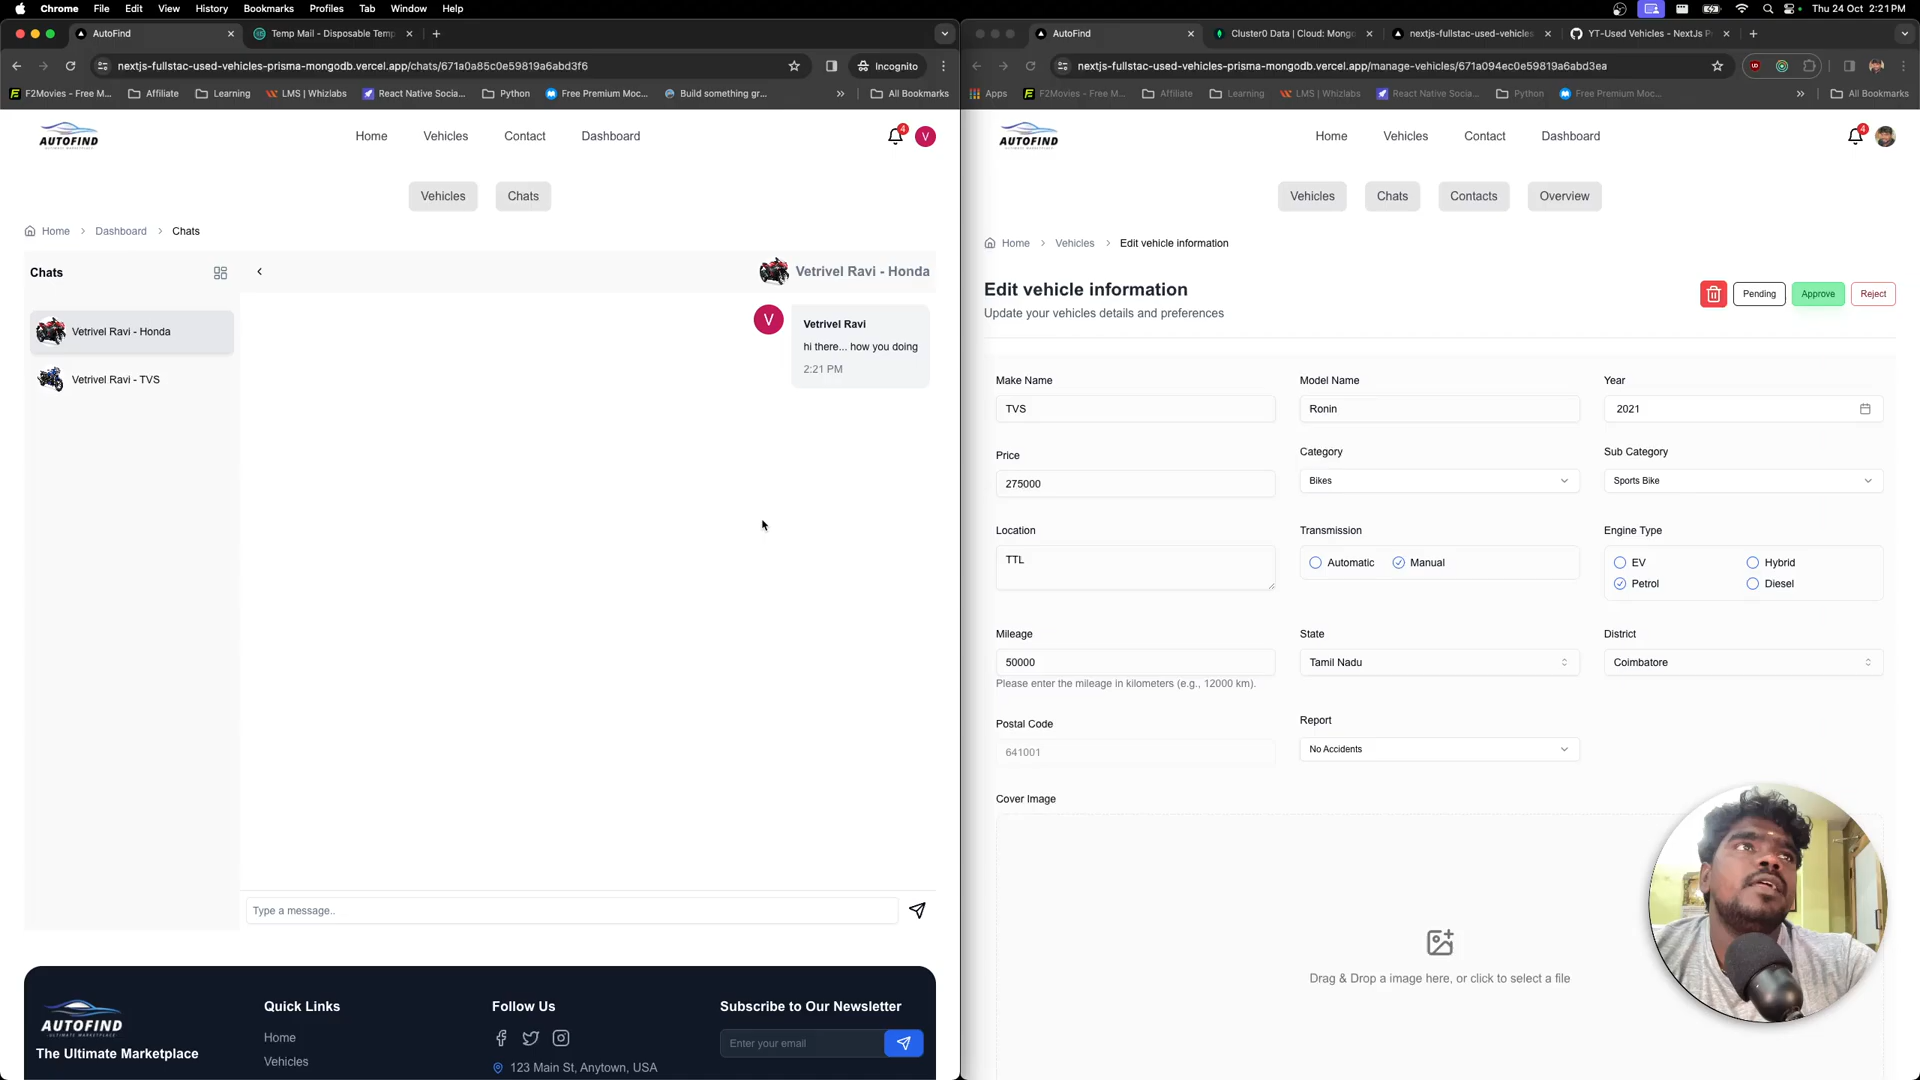 Chrome File Edit View History Bookmarks Profiles Tab Window Help
Thu 24 Oct 2:21 PM
AutoFind
Temp Mail - Disposable Temp
nextjs-fullstac-used-vehicles-prisma-mongodb.vercel.app/chats/671a0a85c0e59819a6abd3f6
Incognito
F2Movies - Free M...
Affiliate
Learning
LMS | Whizlabs
React Native Socia...
Python
Free Premium Moc...
Build something gr...
All Bookmarks
AUTOFIND
Home
Vehicles
Contact
Dashboard
4
V
Vehicles
Chats
Home > Dashboard > Chats
Chats
Vetrivel Ravi - Honda
Vetrivel Ravi - TVS
Vetrivel Ravi - Honda
V
Vetrivel Ravi
hi there... how you doing
2:21 PM
Type a message..
AUTOFIND
ULTIMATE MARKETPLACE
The Ultimate Marketplace
Quick Links
Home
Vehicles
Follow Us
123 Main St, Anytown, USA
Subscribe to Our Newsletter
Enter your email
AutoFind
Cluster0 Data | Cloud: Mongo
nextjs-fullstac-used-vehicles
YT-Used Vehicles - NextJs P
nextjs-fullstac-used-vehicles-prisma-mongodb.vercel.app/manage-vehicles/671a094ec0e59819a6abd3ea
Apps
F2Movies - Free M...
Affiliate
Learning
LMS | Whizlabs
React Native Socia...
Python
Free Premium Moc...
All Bookmarks
AUTOFIND
Home
Vehicles
Contact
Dashboard
4
Vehicles
Chats
Contacts
Overview
Home > Vehicles > Edit vehicle information
Edit vehicle information
Update your vehicles details and preferences
Pending
Approve
Reject
Make Name
TVS
Model Name
Ronin
Year
2021
Price
275000
Category
Bikes
Sub Category
Sports Bike
Location
TTL
Transmission
Automatic
Manual
Engine Type
EV
Hybrid
Petrol
Diesel
Mileage
50000
Please enter the mileage in kilometers (e.g., 12000 km).
State
Tamil Nadu
District
Coimbatore
Postal Code
641001
Report
No Accidents
Cover Image
Drag & Drop a image here, or click to select a file